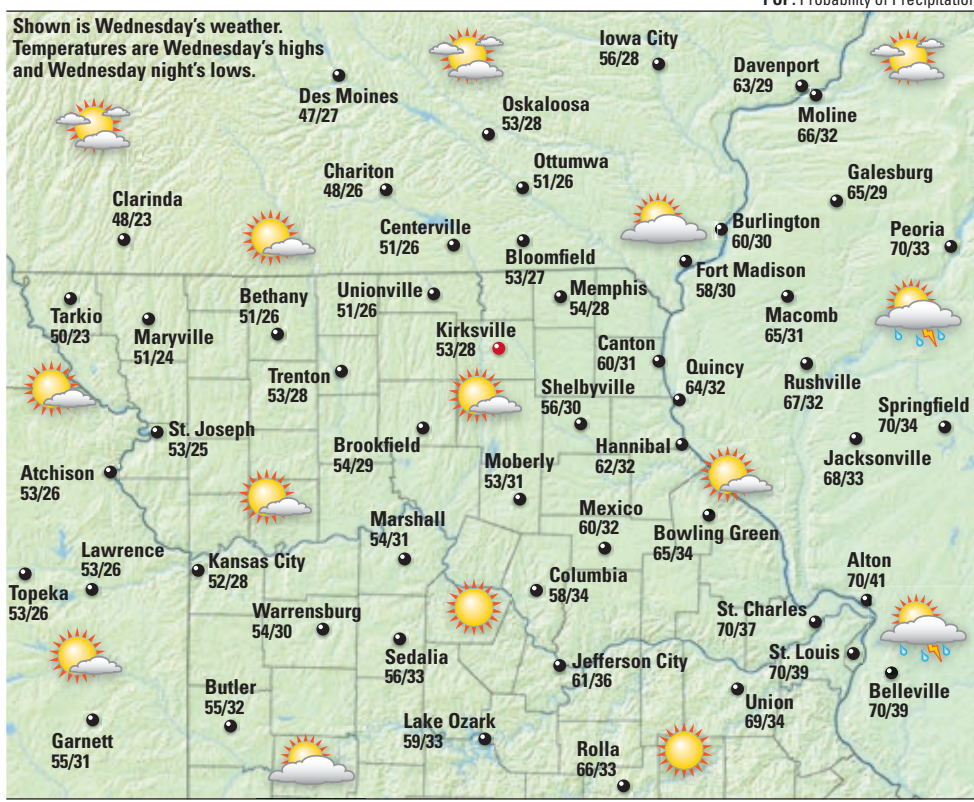 POP: Probability of Precipitation
Shown is Wednesday's weather.
Temperatures are Wednesday's highs
and Wednesday night's lows.
Iowa City
56/28
Davenport
63/29
Des Moines
47/27
Moline
66/32
Oskaloosa
53/28
Ottumwa
51/26
Chariton
48/26
Galesburg
65/29
Clarinda
48/23
Centerville
51/26
Burlington
60/30
Peoria
70/33
Bloomfield
53/27
Fort Madison
58/30
Tarkio
50/23
Maryville
51/24
Bethany
51/26
Unionville
51/26
Memphis
54/28
Macomb
65/31
Kirksville
53/28
Canton
60/31
Trenton
53/28
Shelbyville
56/30
Quincy
64/32
Rushville
67/32
Springfield
70/34
St. Joseph
53/25
Brookfield
54/29
Hannibal
62/32
Jacksonville
68/33
Atchison
53/26
Moberly
53/31
Marshall
54/31
Mexico
60/32
Bowling Green
65/34
Lawrence
53/26
Kansas City
52/28
Columbia
58/34
Alton
70/41
Topeka
53/26
Warrensburg
54/30
St. Charles
70/37
Sedalia
56/33
Jefferson City
61/36
St. Louis
70/39
Belleville
70/39
Butler
55/32
Union
69/34
Garnett
55/31
Lake Ozark
59/33
Rolla
66/33